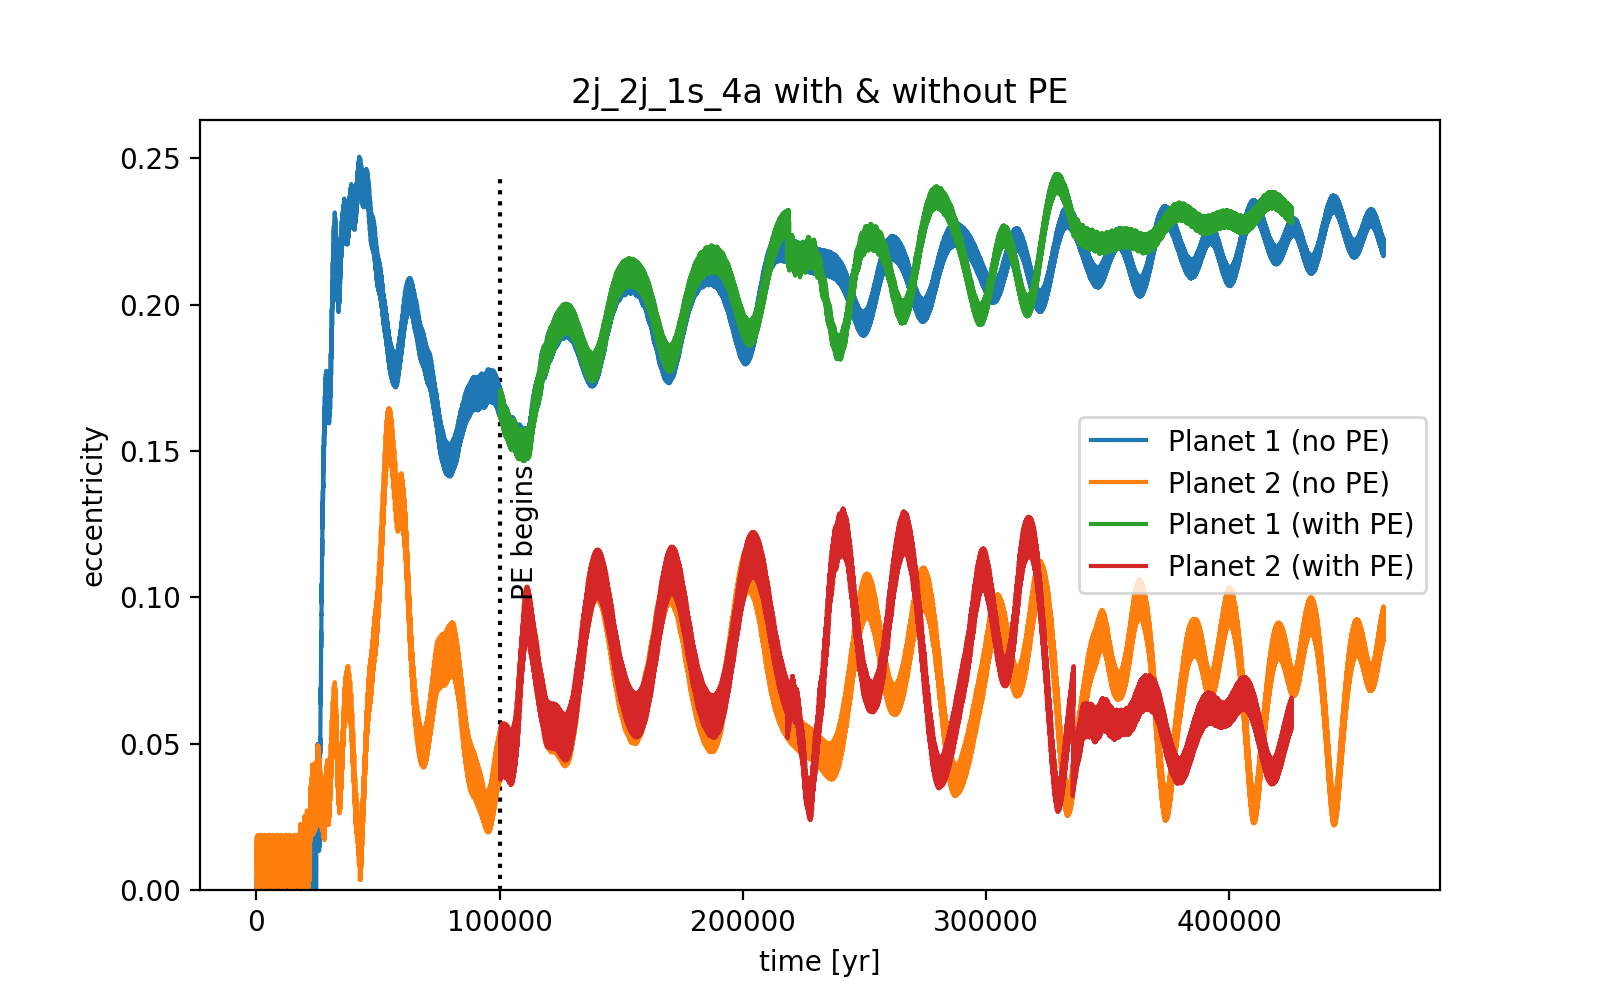 2j_2j_1s_4a with & without PE
0.25
0.20
0.15
0.10
0.05
0.00
eccentricity
PE begins
Planet 1 (no PE)
Planet 2 (no PE)
Planet 1 (with PE)
Planet 2 (with PE)
0
100000
200000
300000
400000
time [yr]